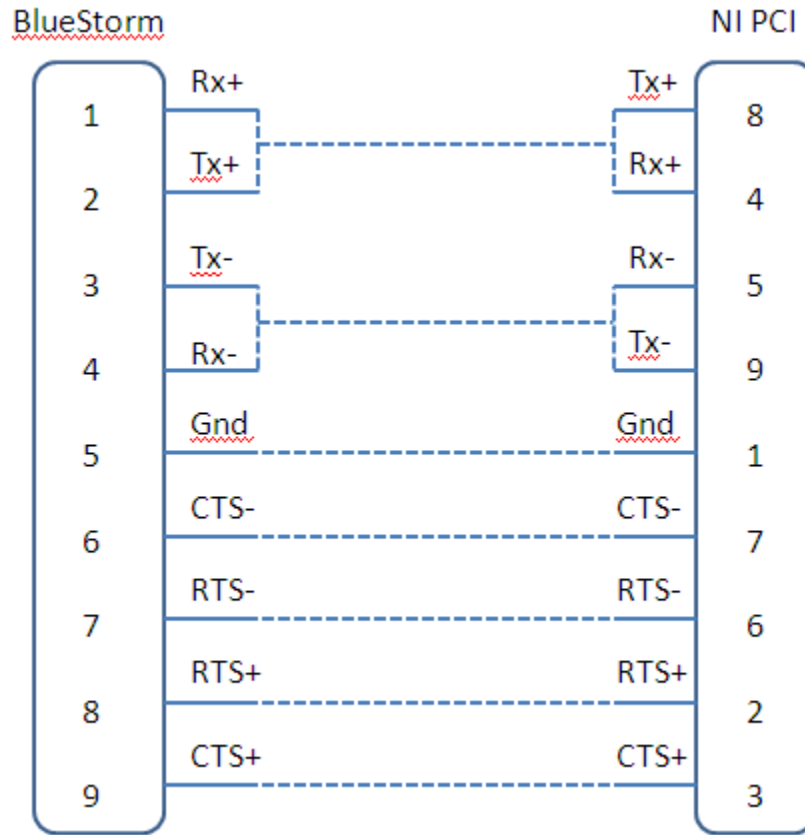 BlueStorm NI PCI
Rx+ Tx+
1 8
Tx+ Rx+
2 4
Tx- Rx-
3 5
Rx- Tx-
4 9
Gnd Gnd
5 1
CTS- CTS-
6 7
RTS- RTS-
7 6
RTS+ RTS+
8 2
CTS+ CTS+
9 3